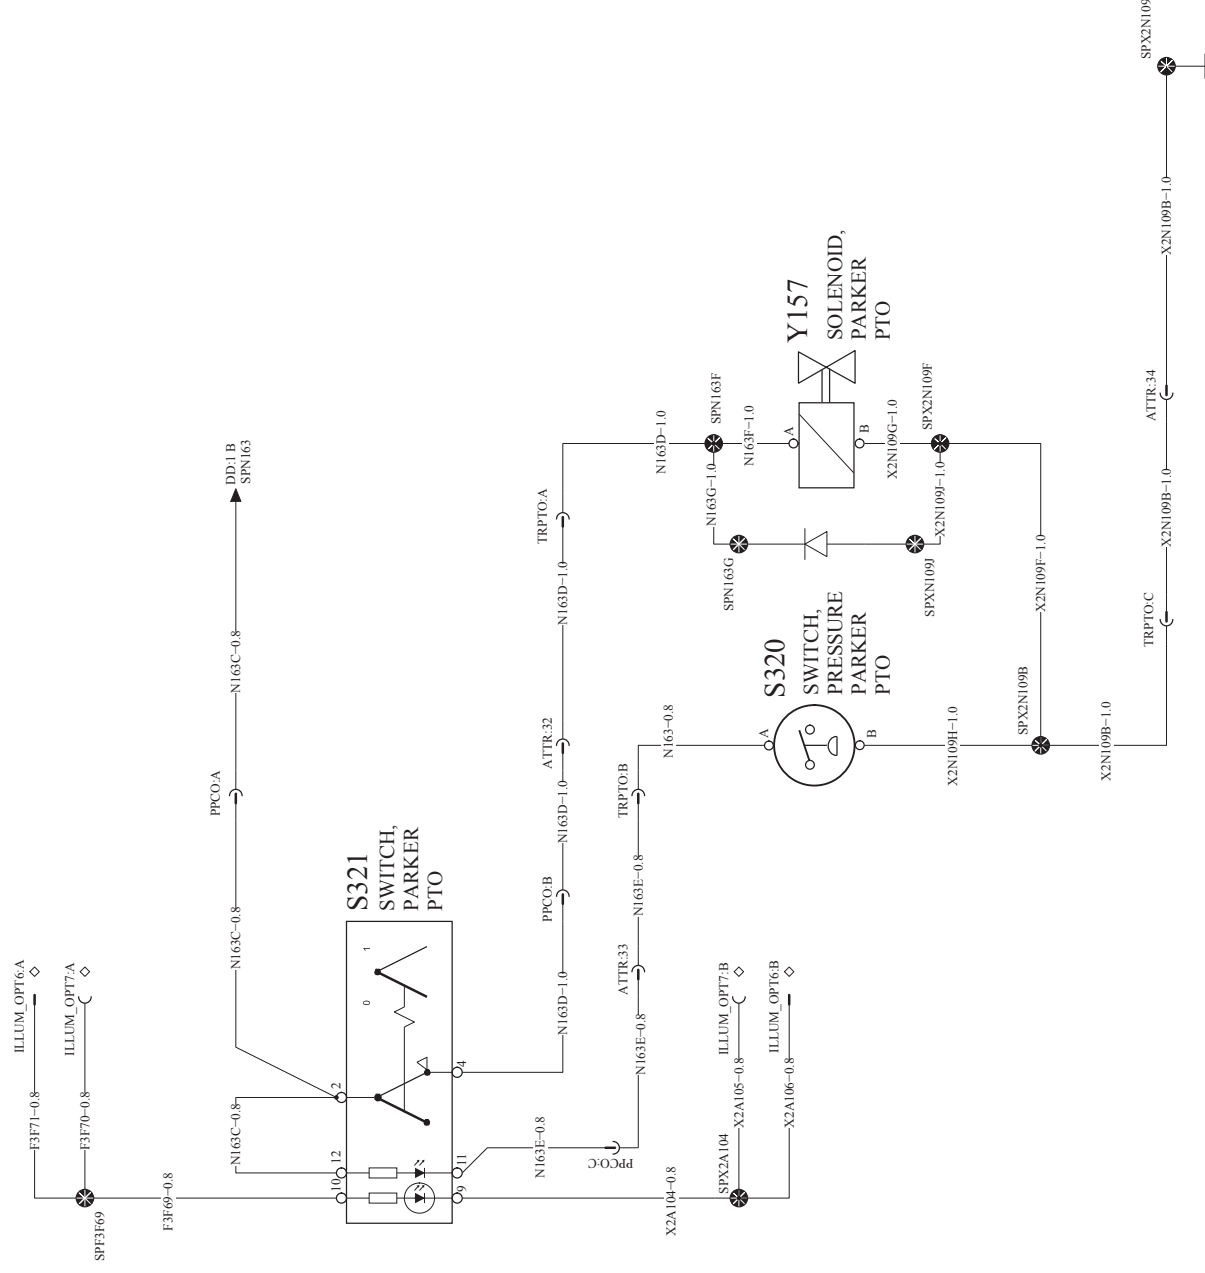 SPX2N109
ILLUM_OPT6:A
ILLUM_OPT7:A
F3F71–0.8
F3F70–0.8
SPF3F69
F3F69–0.8
DD:1 B
SPN163
N163C–0.8
PPCO:A
N163C–0.8
N163C–0.8
S321
SWITCH,
PARKER
PTO
0
1
10
12
2
9
11
4
N163D–1.0
PPCO:B
N163D–1.0
ATTR:32
N163D–1.0
TRPTO:A
N163D–1.0
N163E–0.8
PPCO:C
N163E–0.8
ATTR:33
N163E–0.8
TRPTO:B
N163–0.8
X2A104–0.8
SPX2A104
X2A105–0.8
X2A106–0.8
ILLUM_OPT7:B
ILLUM_OPT6:B
S320
SWITCH,
PRESSURE
PARKER
PTO
A
B
X2N109H–1.0
SPX2N109B
X2N109B–1.0
SPN163F
N163F–1.0
N163G–1.0
SPN163G
SPXN109J
X2N109J–1.0
A
B
X2N109G–1.0
SPX2N109F
X2N109F–1.0
Y157
SOLENOID,
PARKER
PTO
TRPTO:C
X2N109B–1.0
ATTR:34
X2N109B–1.0